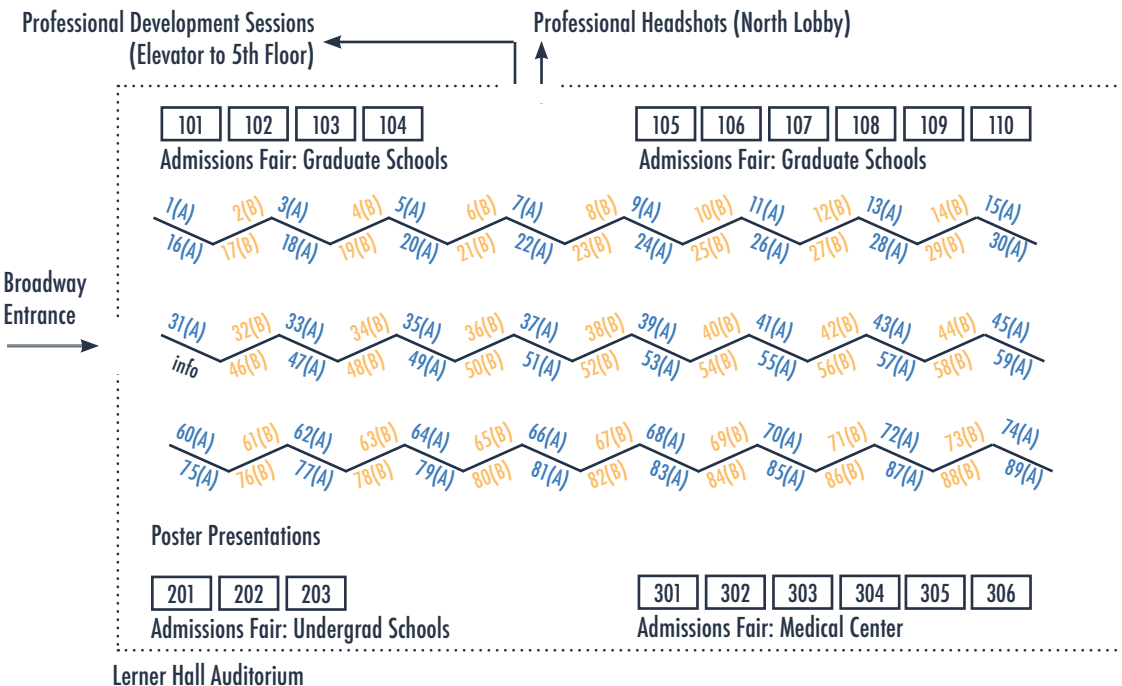 Professional Development Sessions
(Elevator to 5th Floor)
Professional Headshots (North Lobby)
101 102 103 104
Admissions Fair: Graduate Schools
105 106 107 108 109 110
Admissions Fair: Graduate Schools
1(A) 2(B) 3(A) 4(B) 5(A) 6(B) 7(A) 8(B) 9(A) 10(B) 11(A) 12(B) 13(A) 14(B) 15(A)
16(A) 17(B) 18(A) 19(B) 20(A) 21(B) 22(A) 23(B) 24(A) 25(B) 26(A) 27(B) 28(A) 29(B) 30(A)
Broadway
Entrance
31(A) 32(B) 33(A) 34(B) 35(A) 36(B) 37(A) 38(B) 39(A) 40(B) 41(A) 42(B) 43(A) 44(B) 45(A)
info 46(B) 47(A) 48(B) 49(A) 50(B) 51(A) 52(B) 53(A) 54(B) 55(A) 56(B) 57(A) 58(B) 59(A)
60(A) 61(B) 62(A) 63(B) 64(A) 65(B) 66(A) 67(B) 68(A) 69(B) 70(A) 71(B) 72(A) 73(B) 74(A)
75(A) 76(B) 77(A) 78(B) 79(A) 80(B) 81(A) 82(B) 83(A) 84(B) 85(A) 86(B) 87(A) 88(B) 89(A)
Poster Presentations
201 202 203
Admissions Fair: Undergrad Schools
301 302 303 304 305 306
Admissions Fair: Medical Center
Lerner Hall Auditorium